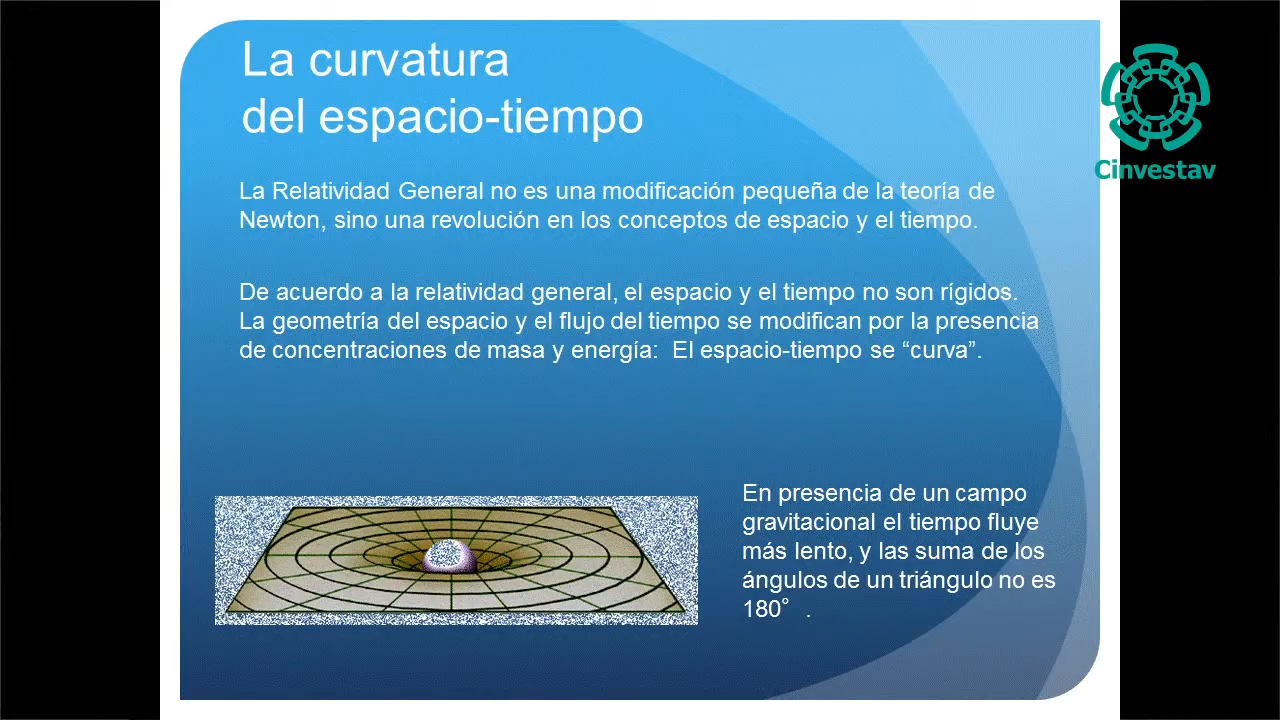 La curvatura
del espacio-tiempo
Cinvestav
La Relatividad General no es una modificación pequeña de la teoría de
Newton, sino una revolución en los conceptos de espacio y el tiempo.
De acuerdo a la relatividad general, el espacio y el tiempo no son rígidos.
La geometría del espacio y el flujo del tiempo se modifican por la presencia
de concentraciones de masa y energía:  El espacio-tiempo se “curva”.
En presencia de un campo
gravitacional el tiempo fluye
más lento, y las suma de los
ángulos de un triángulo no es
180° .